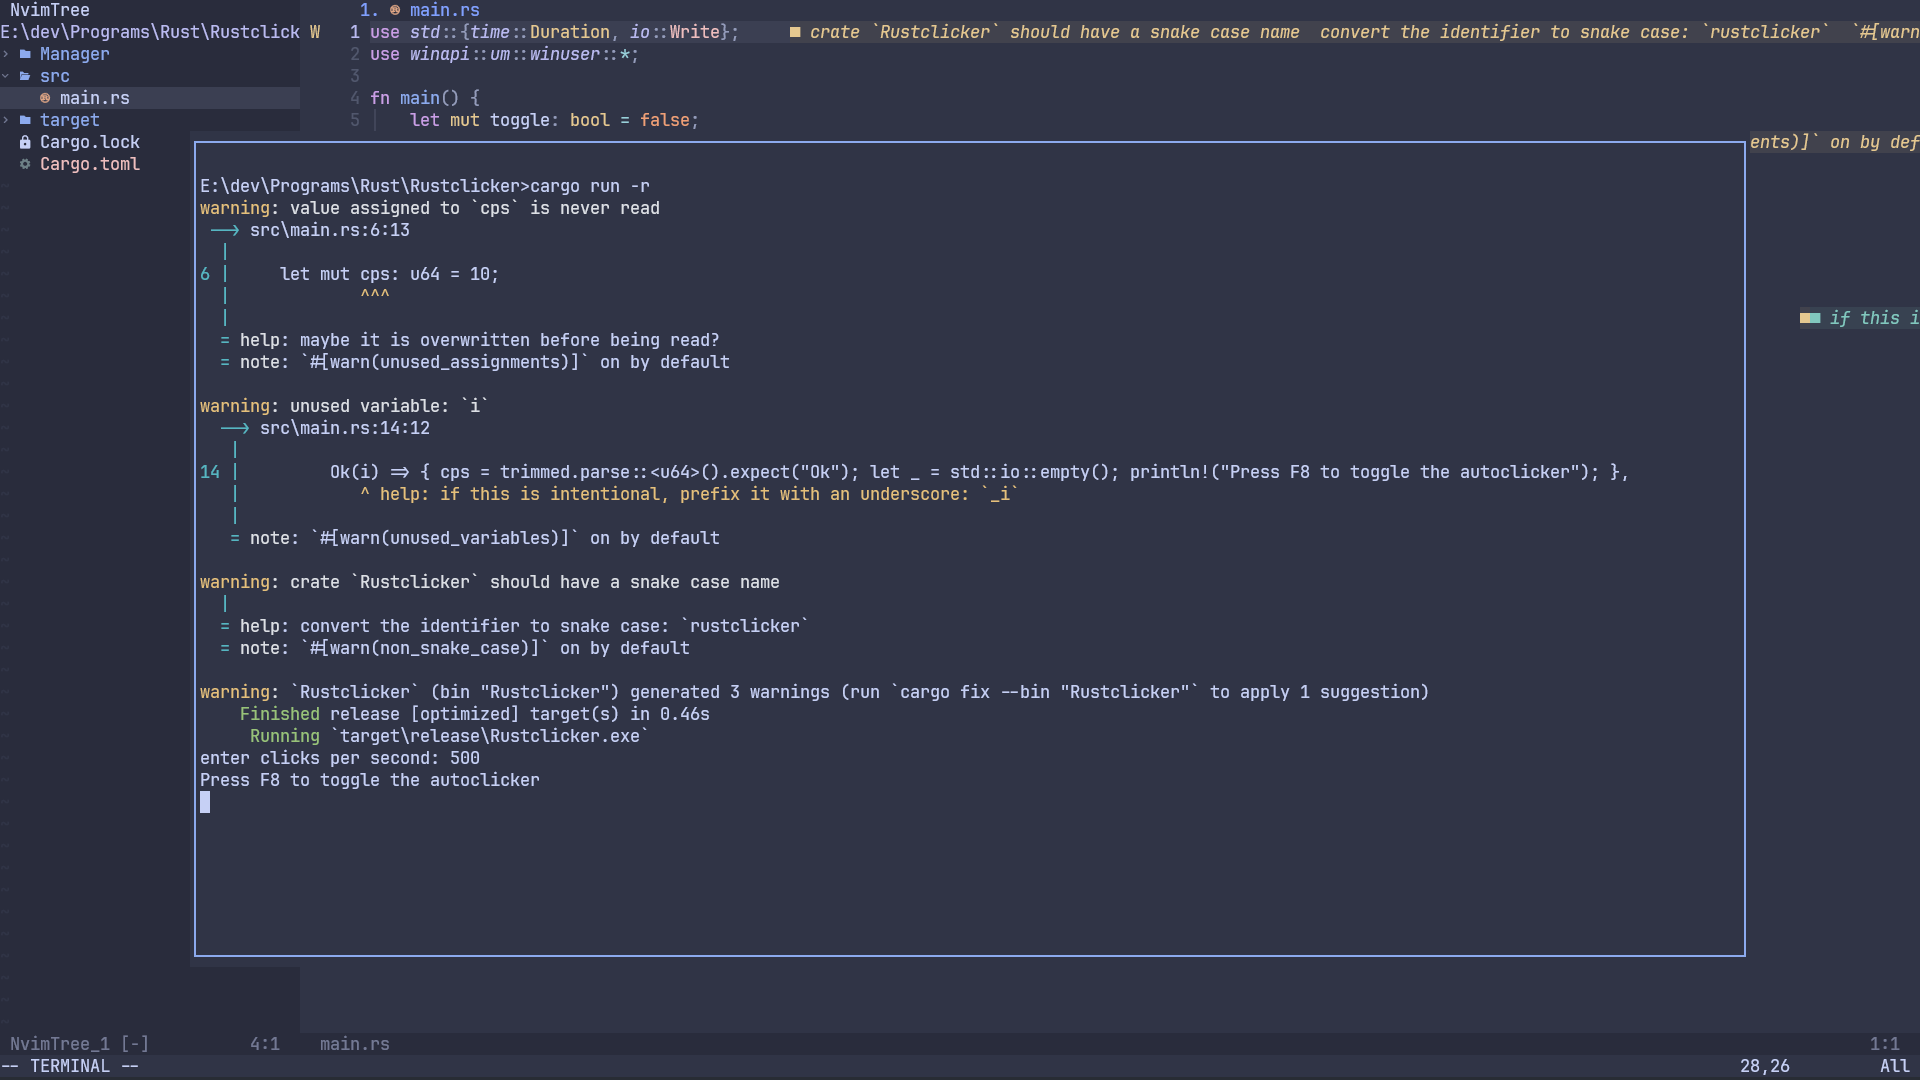 NvimTree
1. main.rs
E:\dev\Programs\Rust\Rustclick W 1 use std::{time::Duration, io::Write}; ■ crate `Rustclicker` should have a snake case name  convert the identifier to snake case: `rustclicker`  `#[warn
Manager
2 use winapi::um::winuser::*;
src
3
main.rs
4 fn main() {
target
5 let mut toggle: bool = false;
Cargo.lock
ents)]` on by def
Cargo.toml
E:\dev\Programs\Rust\Rustclicker>cargo run -r
warning: value assigned to `cps` is never read
 --> src\main.rs:6:13
  |
6 |     let mut cps: u64 = 10;
  |             ^^^
  |
  = help: maybe it is overwritten before being read?
  = note: `#[warn(unused_assignments)]` on by default
warning: unused variable: `i`
  --> src\main.rs:14:12
   |
14 |         Ok(i) => { cps = trimmed.parse::<u64>().expect("Ok"); let _ = std::io::empty(); println!("Press F8 to toggle the autoclicker"); },
   |            ^ help: if this is intentional, prefix it with an underscore: `_i`
   |
   = note: `#[warn(unused_variables)]` on by default
warning: crate `Rustclicker` should have a snake case name
  |
  = help: convert the identifier to snake case: `rustclicker`
  = note: `#[warn(non_snake_case)]` on by default
warning: `Rustclicker` (bin "Rustclicker") generated 3 warnings (run `cargo fix --bin "Rustclicker"` to apply 1 suggestion)
    Finished release [optimized] target(s) in 0.46s
     Running `target\release\Rustclicker.exe`
enter clicks per second: 500
Press F8 to toggle the autoclicker
■■ if this i
NvimTree_1 [-] 4:1 main.rs 1:1
-- TERMINAL -- 28,26 All